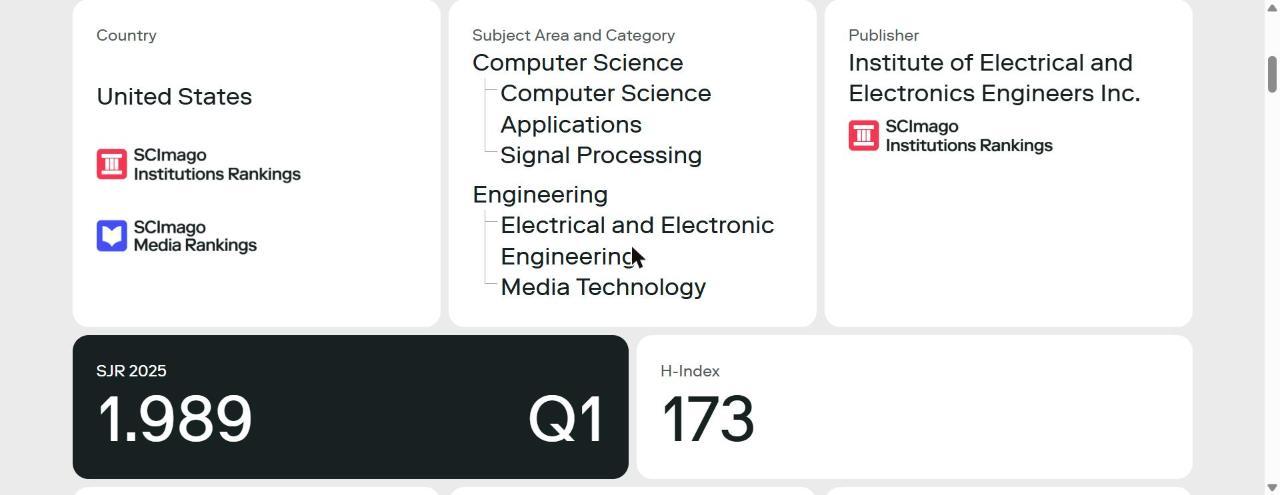 Country
United States
SCImago
Institutions Rankings
SCImago
Media Rankings
Subject Area and Category
Computer Science
Computer Science
Applications
Signal Processing
Engineering
Electrical and Electronic
Engineering
Media Technology
Publisher
Institute of Electrical and
Electronics Engineers Inc.
SCImago
Institutions Rankings
SJR 2025
1.989
Q1
H-Index
173